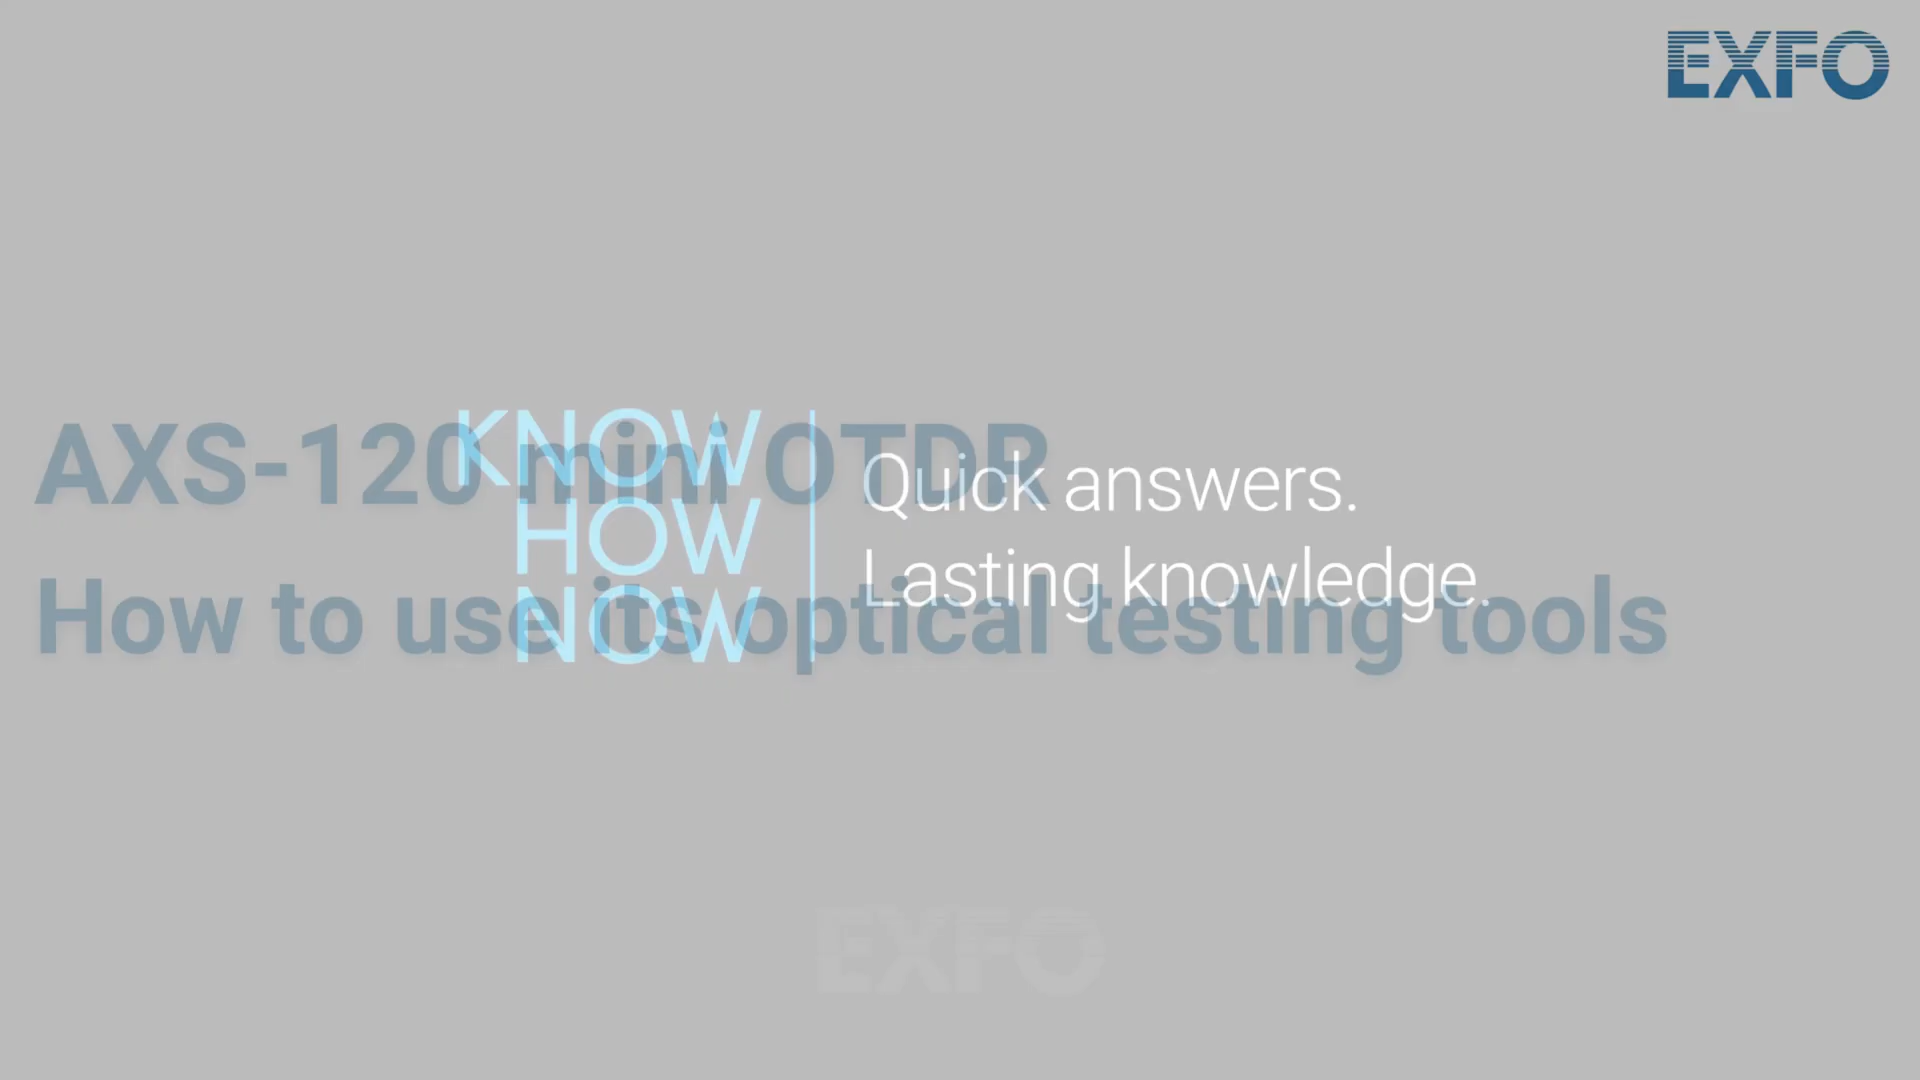 EXFO
AXS-120 mini OTDR
How to use its optical testing tools
KNOW
HOW
NOW
Quick answers.
Lasting knowledge.
EXFO